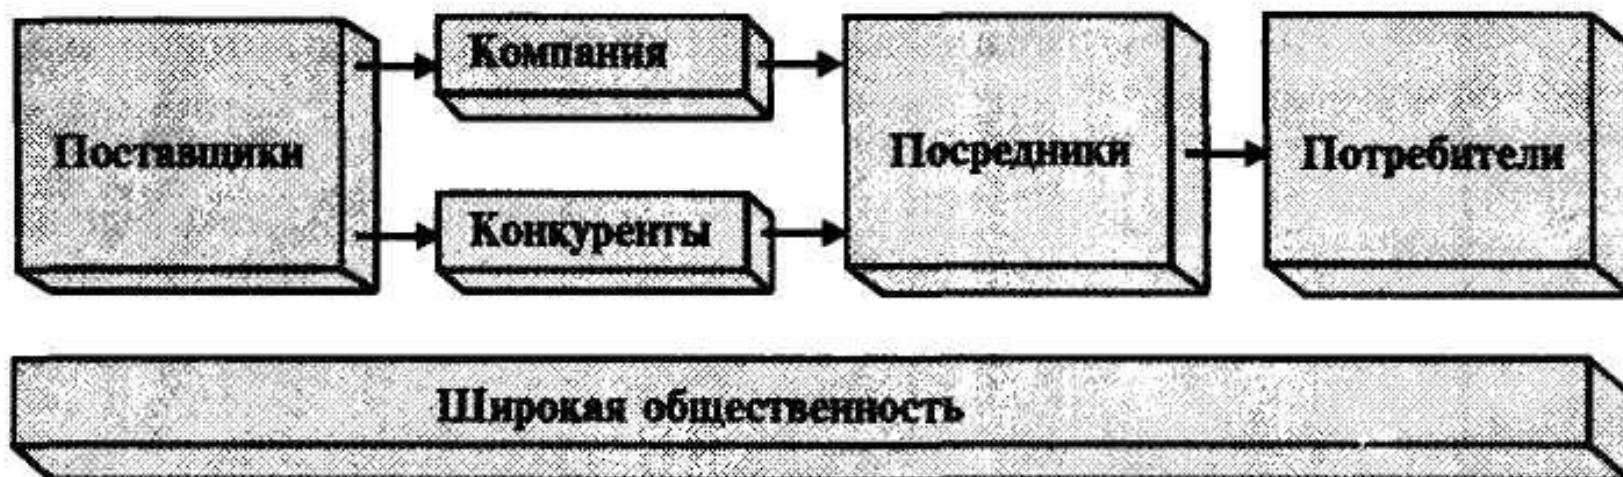 Компания
Поставщики
Посредники
Потребители
Конкуренты
Широкая общественность